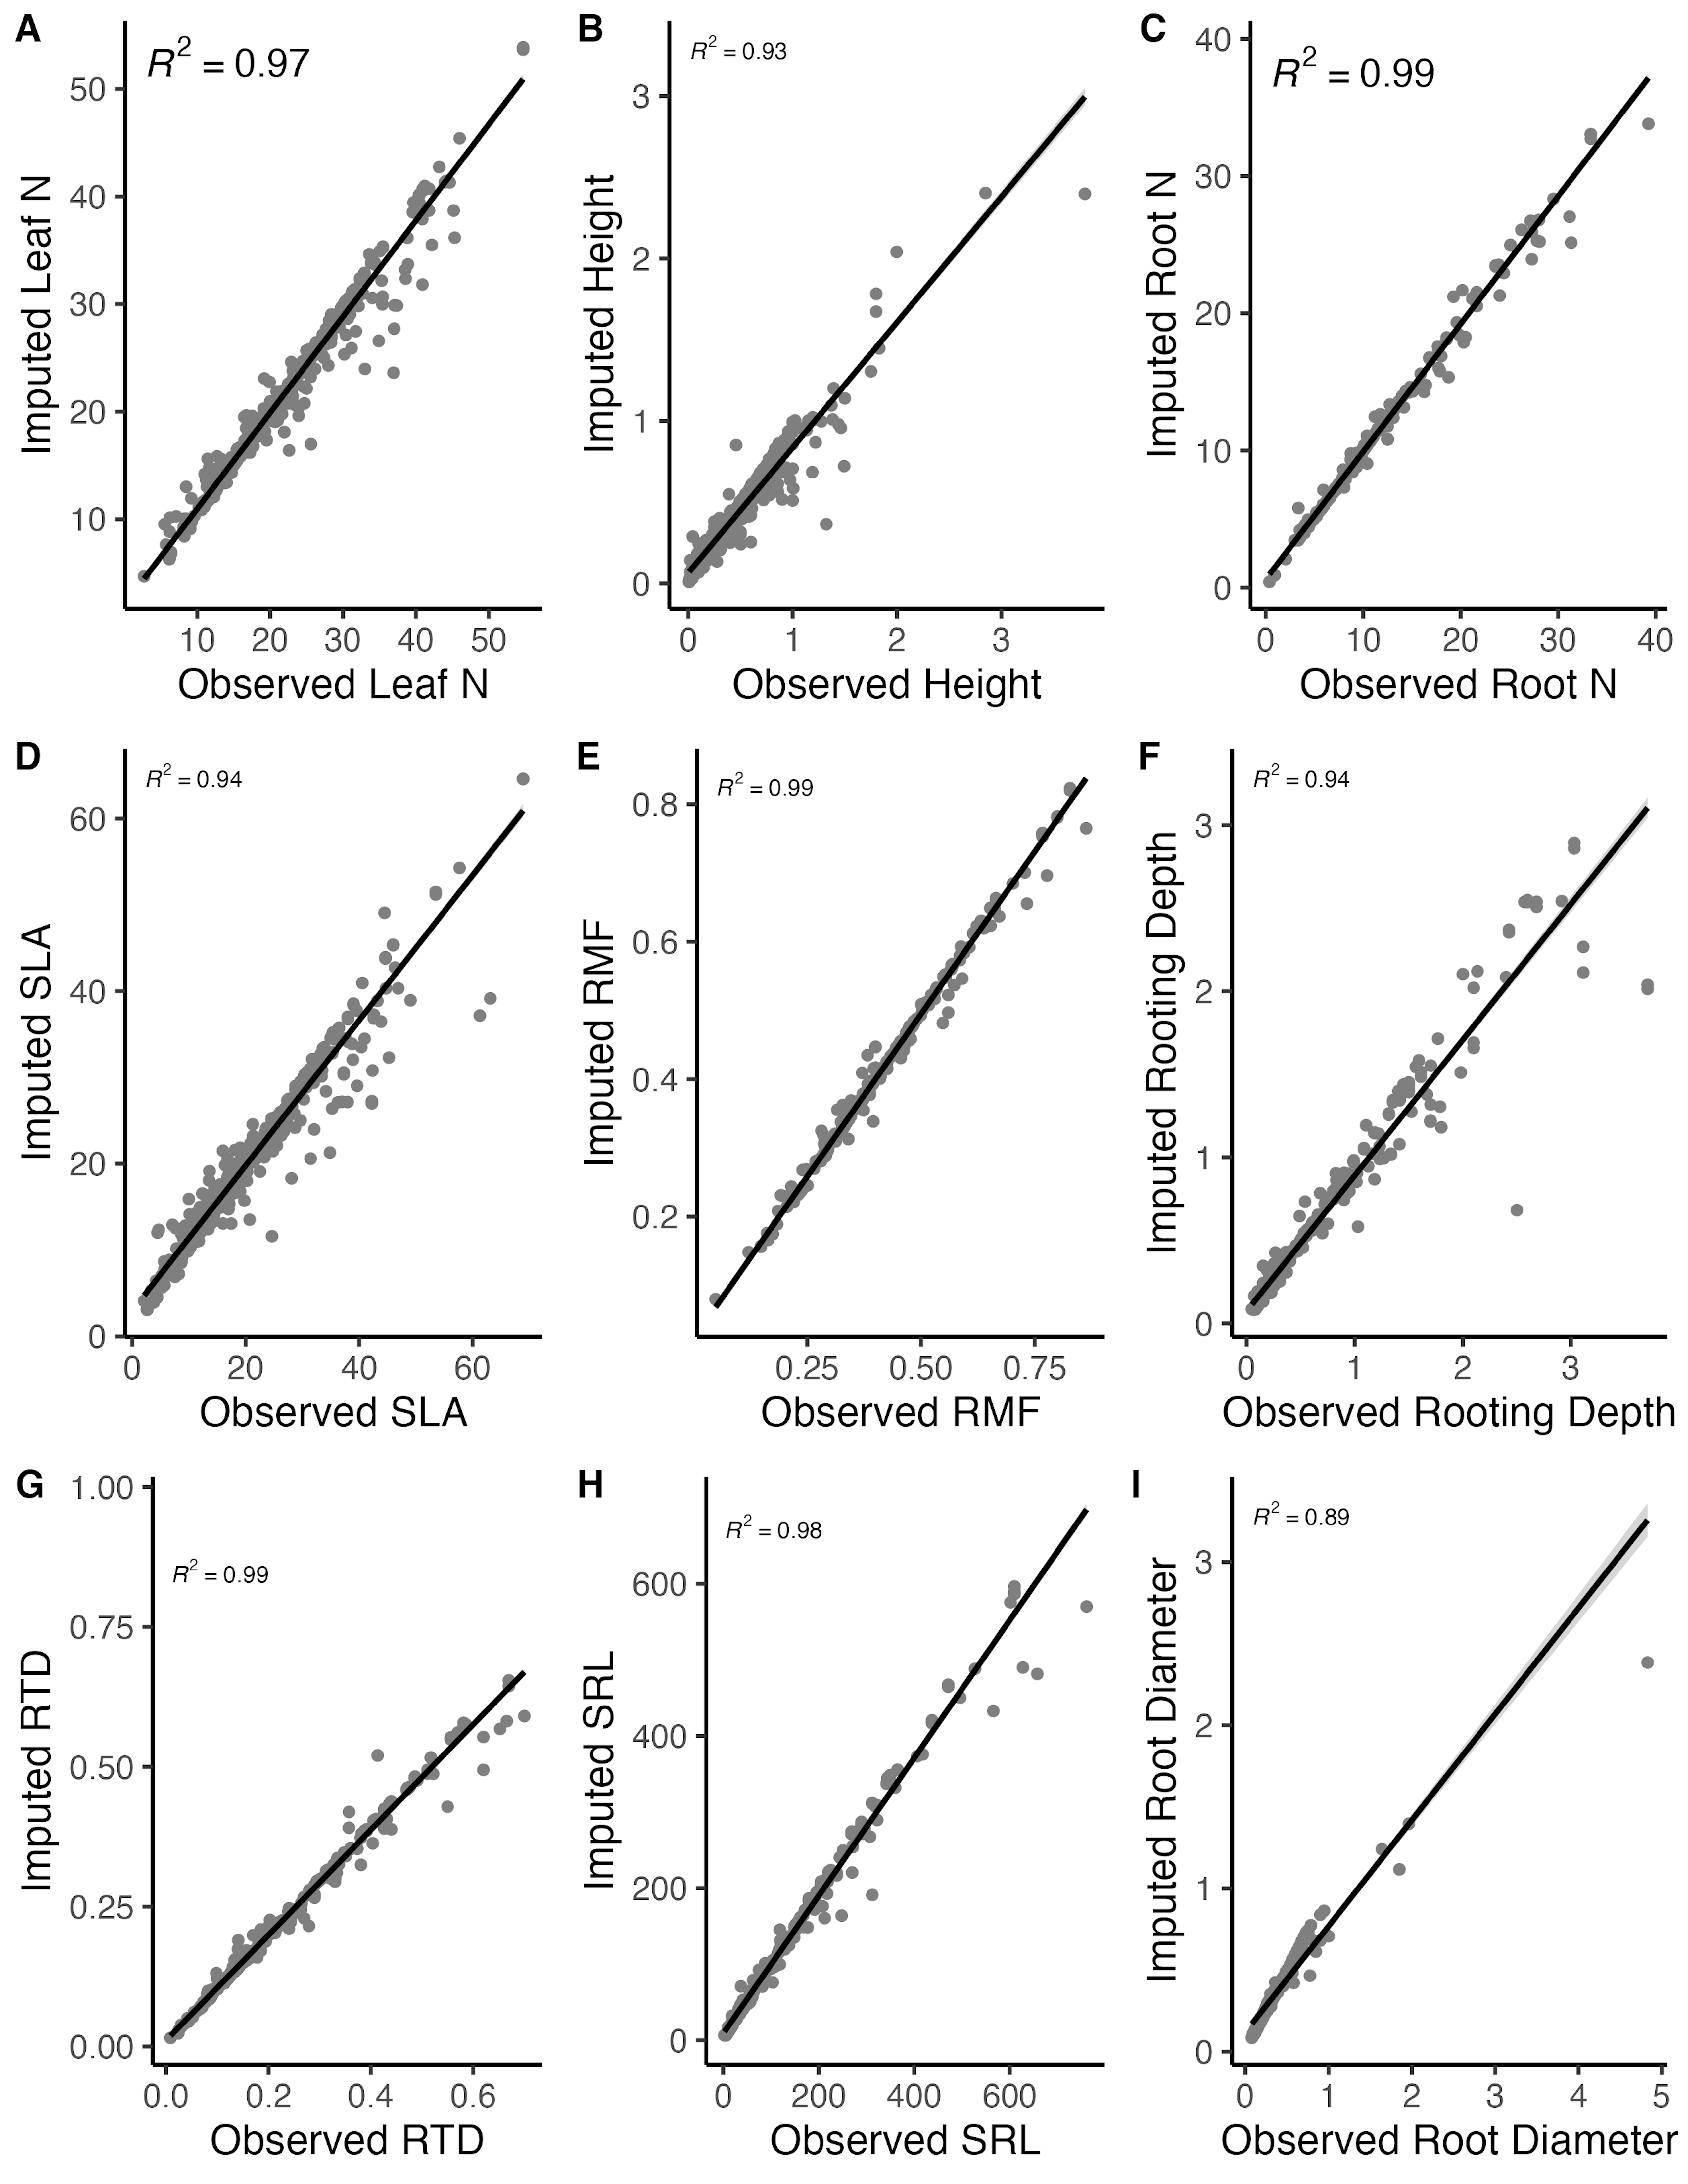 A
R² = 0.97
50
40
30
20
10
Imputed Leaf N
10 20 30 40 50
Observed Leaf N
B
R² = 0.93
3
2
1
0
Imputed Height
0 1 2 3
Observed Height
C
R² = 0.99
40
30
20
10
0
Imputed Root N
0 10 20 30 40
Observed Root N
D
R² = 0.94
60
40
20
0
Imputed SLA
0 20 40 60
Observed SLA
E
R² = 0.99
0.8
0.6
0.4
0.2
Imputed RMF
0.25 0.50 0.75
Observed RMF
F
R² = 0.94
3
2
1
0
Imputed Rooting Depth
0 1 2 3
Observed Rooting Depth
G
R² = 0.99
1.00
0.75
0.50
0.25
0.00
Imputed RTD
0.0 0.2 0.4 0.6
Observed RTD
H
R² = 0.98
600
400
200
0
Imputed SRL
0 200 400 600
Observed SRL
I
R² = 0.89
3
2
1
0
Imputed Root Diameter
0 1 2 3 4 5
Observed Root Diameter